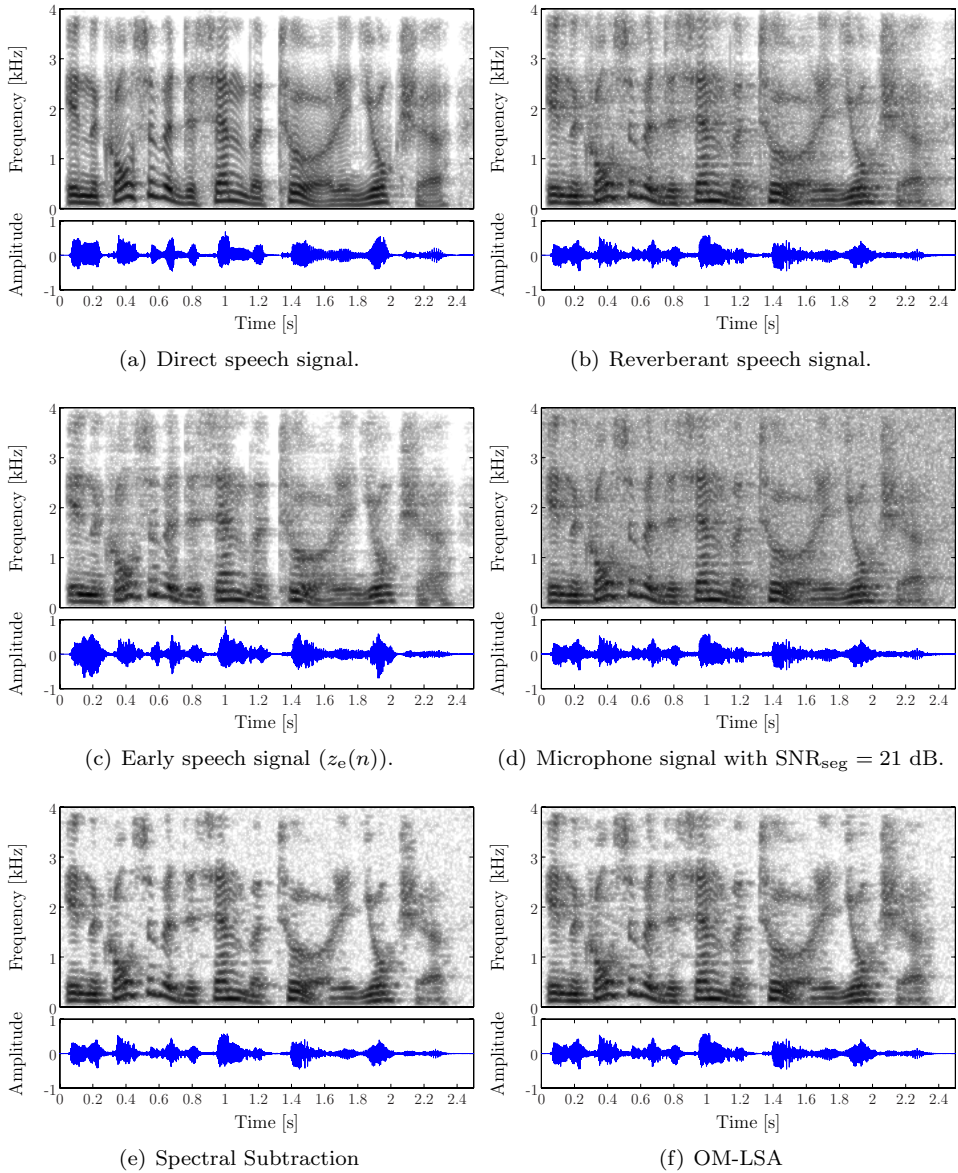 Frequency [kHz]
4
3
2
1
0
Amplitude
1
0
-1
0 0.2 0.4 0.6 0.8 1 1.2 1.4 1.6 1.8 2 2.2 2.4
Time [s]
(a) Direct speech signal.
Frequency [kHz]
4
3
2
1
0
Amplitude
1
0
-1
0 0.2 0.4 0.6 0.8 1 1.2 1.4 1.6 1.8 2 2.2 2.4
Time [s]
(b) Reverberant speech signal.
Frequency [kHz]
4
3
2
1
0
Amplitude
1
0
-1
0 0.2 0.4 0.6 0.8 1 1.2 1.4 1.6 1.8 2 2.2 2.4
Time [s]
(c) Early speech signal (z_e(n)).
Frequency [kHz]
4
3
2
1
0
Amplitude
1
0
-1
0 0.2 0.4 0.6 0.8 1 1.2 1.4 1.6 1.8 2 2.2 2.4
Time [s]
(d) Microphone signal with SNR_seg = 21 dB.
Frequency [kHz]
4
3
2
1
0
Amplitude
1
0
-1
0 0.2 0.4 0.6 0.8 1 1.2 1.4 1.6 1.8 2 2.2 2.4
Time [s]
(e) Spectral Subtraction
Frequency [kHz]
4
3
2
1
0
Amplitude
1
0
-1
0 0.2 0.4 0.6 0.8 1 1.2 1.4 1.6 1.8 2 2.2 2.4
Time [s]
(f) OM-LSA